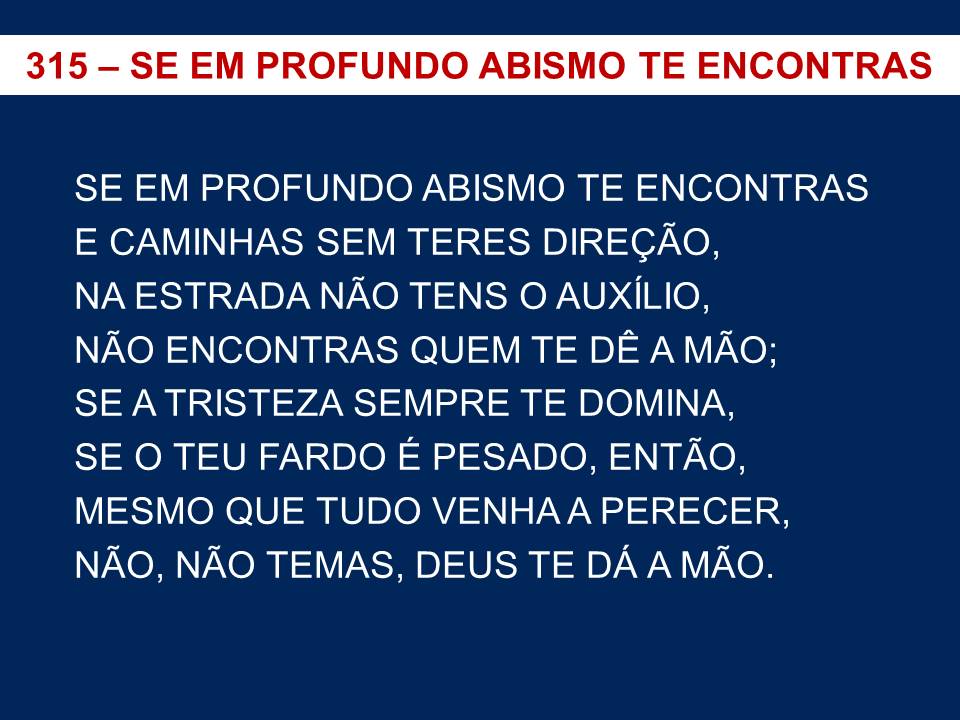 315 – SE EM PROFUNDO ABISMO TE ENCONTRAS
SE EM PROFUNDO ABISMO TE ENCONTRAS
E CAMINHAS SEM TERES DIREÇÃO,
NA ESTRADA NÃO TENS O AUXÍLIO,
NÃO ENCONTRAS QUEM TE DÊ A MÃO;
SE A TRISTEZA SEMPRE TE DOMINA,
SE O TEU FARDO É PESADO, ENTÃO,
MESMO QUE TUDO VENHA A PERECER,
NÃO, NÃO TEMAS, DEUS TE DÁ A MÃO.